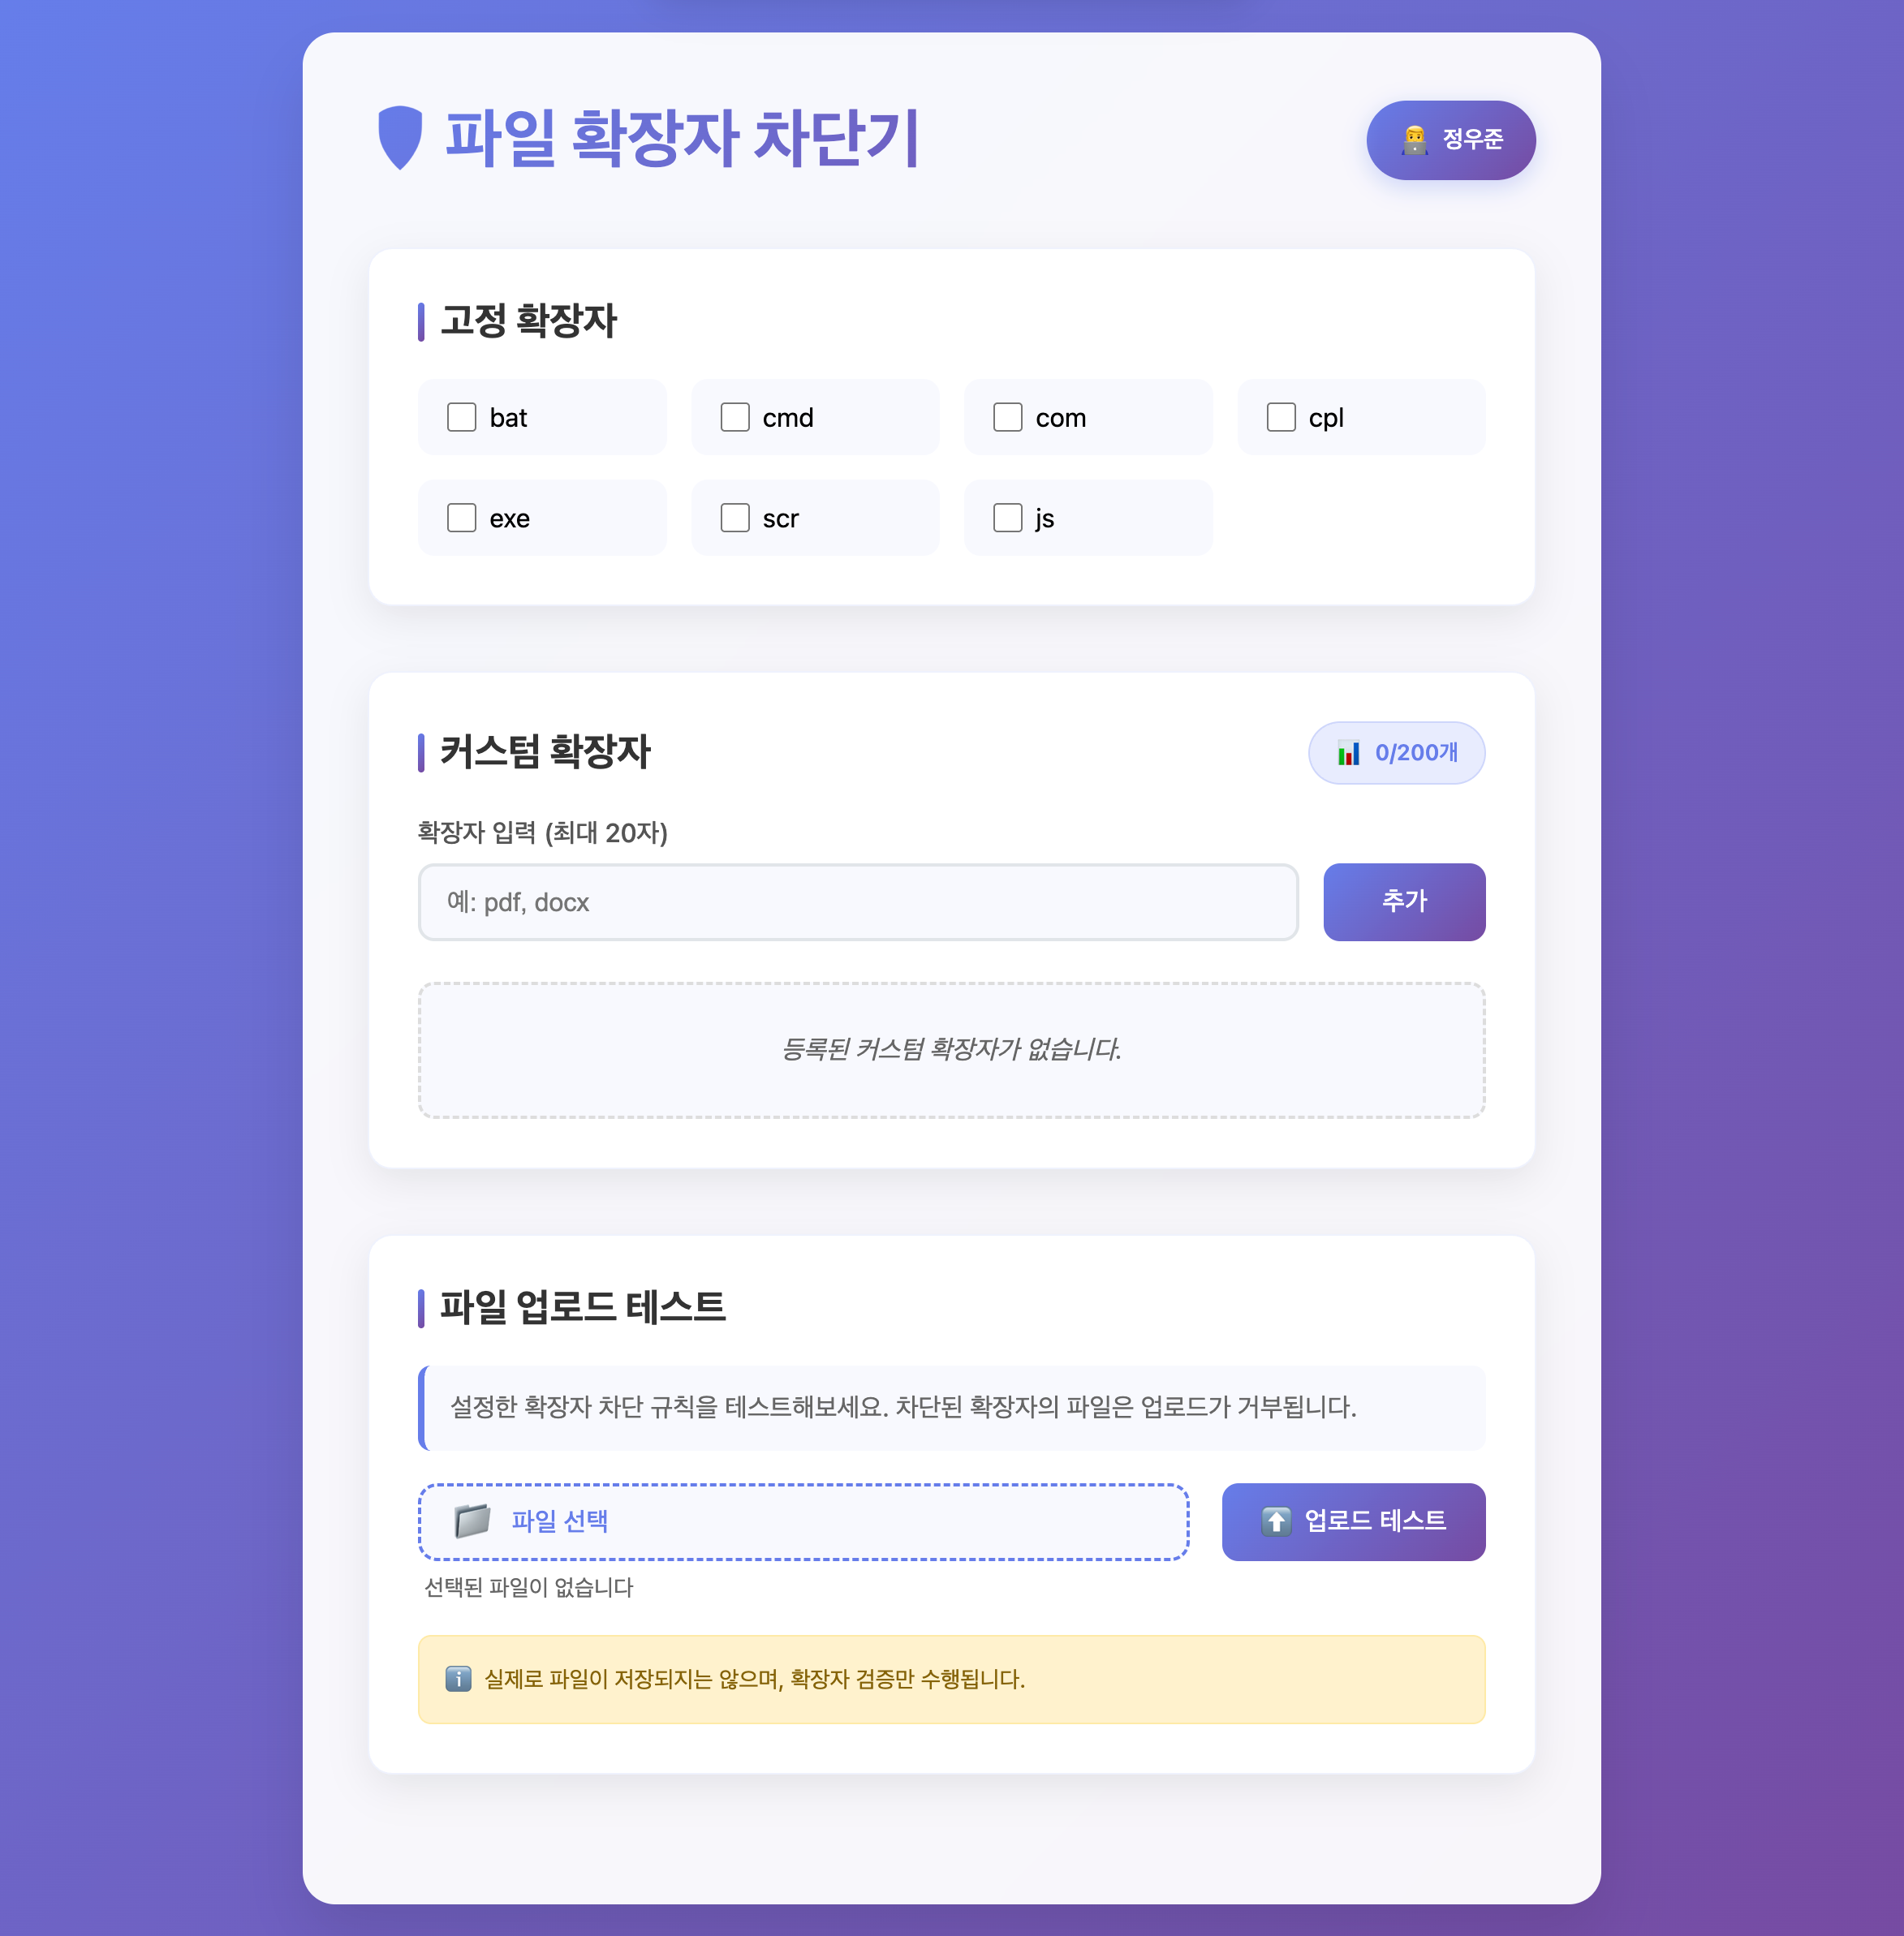 파일 확장자 차단기
정우준
고정 확장자
bat
cmd
com
cpl
exe
scr
js
커스텀 확장자
0/200개
확장자 입력 (최대 20자)
예: pdf, docx
추가
등록된 커스텀 확장자가 없습니다.
파일 업로드 테스트
설정한 확장자 차단 규칙을 테스트해보세요. 차단된 확장자의 파일은 업로드가 거부됩니다.
파일 선택
업로드 테스트
선택된 파일이 없습니다
실제로 파일이 저장되지는 않으며, 확장자 검증만 수행됩니다.